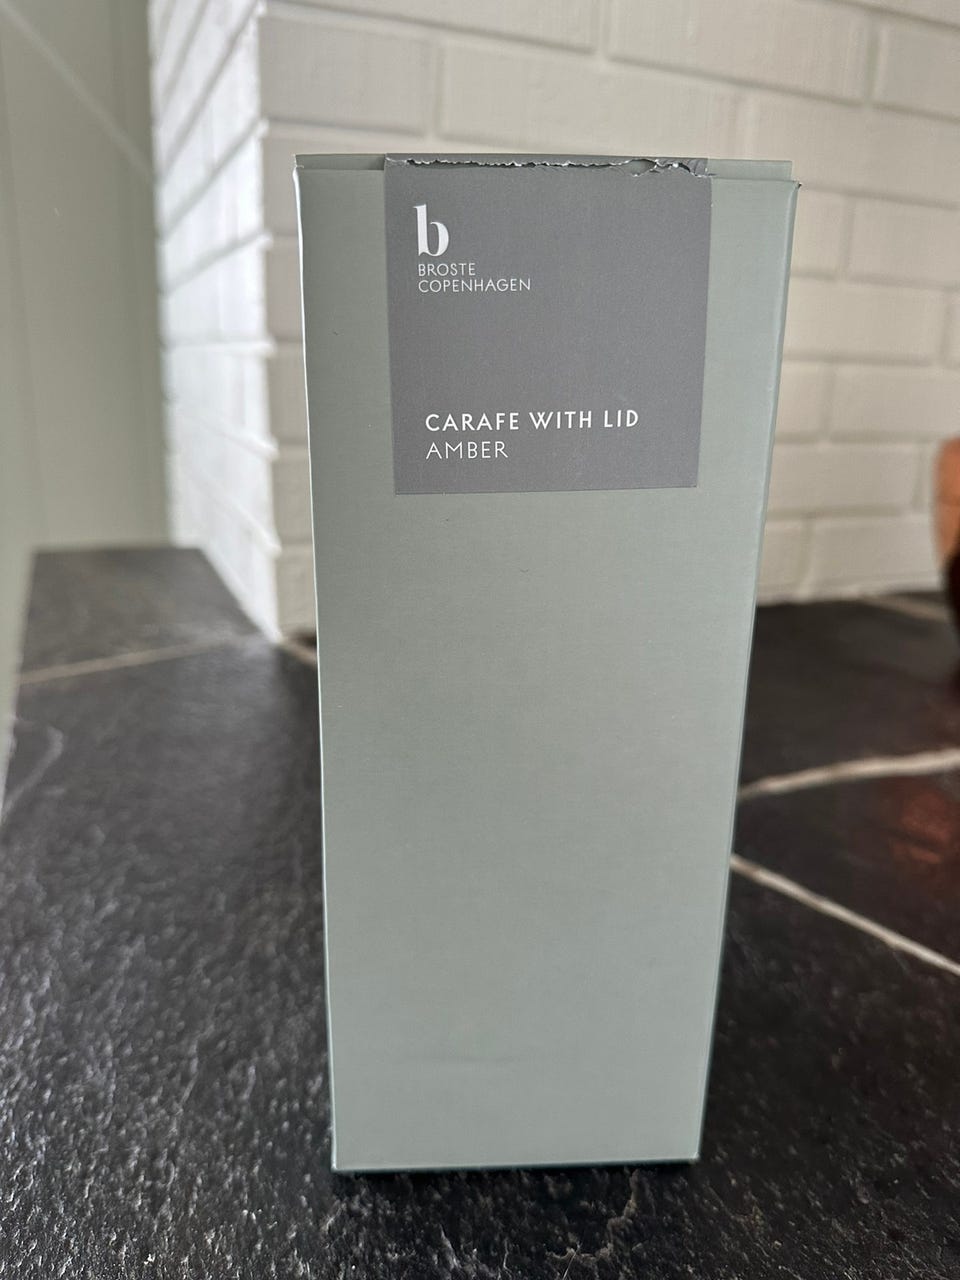 b
BROSTE
COPENHAGEN
CARAFE WITH LID
AMBER